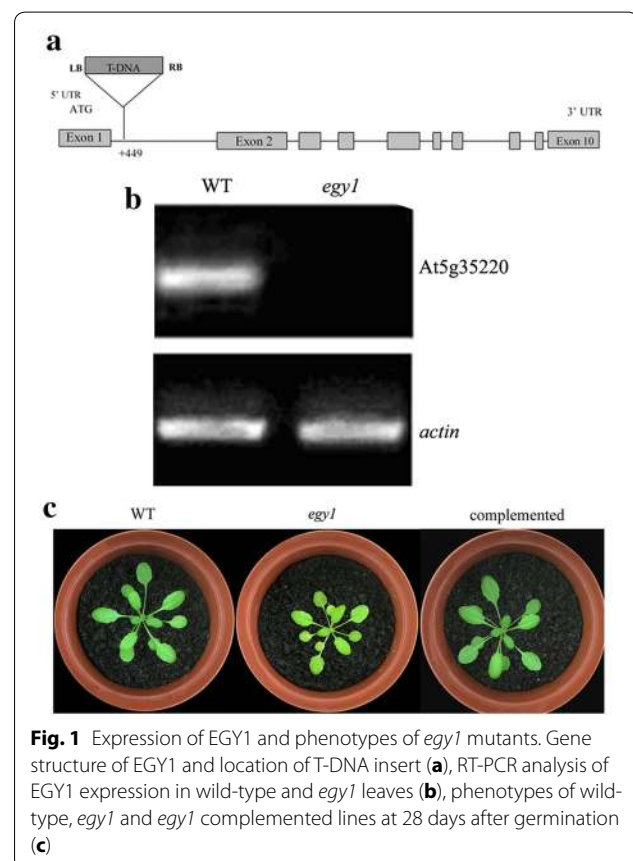 a
LB T-DNA RB
5' UTR
ATG
3' UTR
Exon 1 Exon 2 Exon 10
+449
b
WT egy1
At5g35220
actin
c
WT egy1 complemented
Fig. 1 Expression of EGY1 and phenotypes of egy1 mutants. Gene
structure of EGY1 and location of T-DNA insert (a), RT-PCR analysis of
EGY1 expression in wild-type and egy1 leaves (b), phenotypes of wild-
type, egy1 and egy1 complemented lines at 28 days after germination
(c)